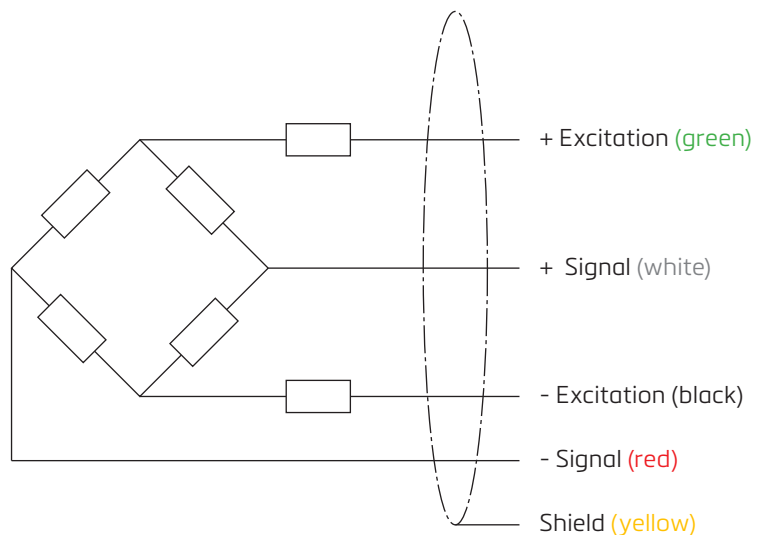 + Excitation (green)
+ Signal (white)
- Excitation (black)
- Signal (red)
Shield (yellow)